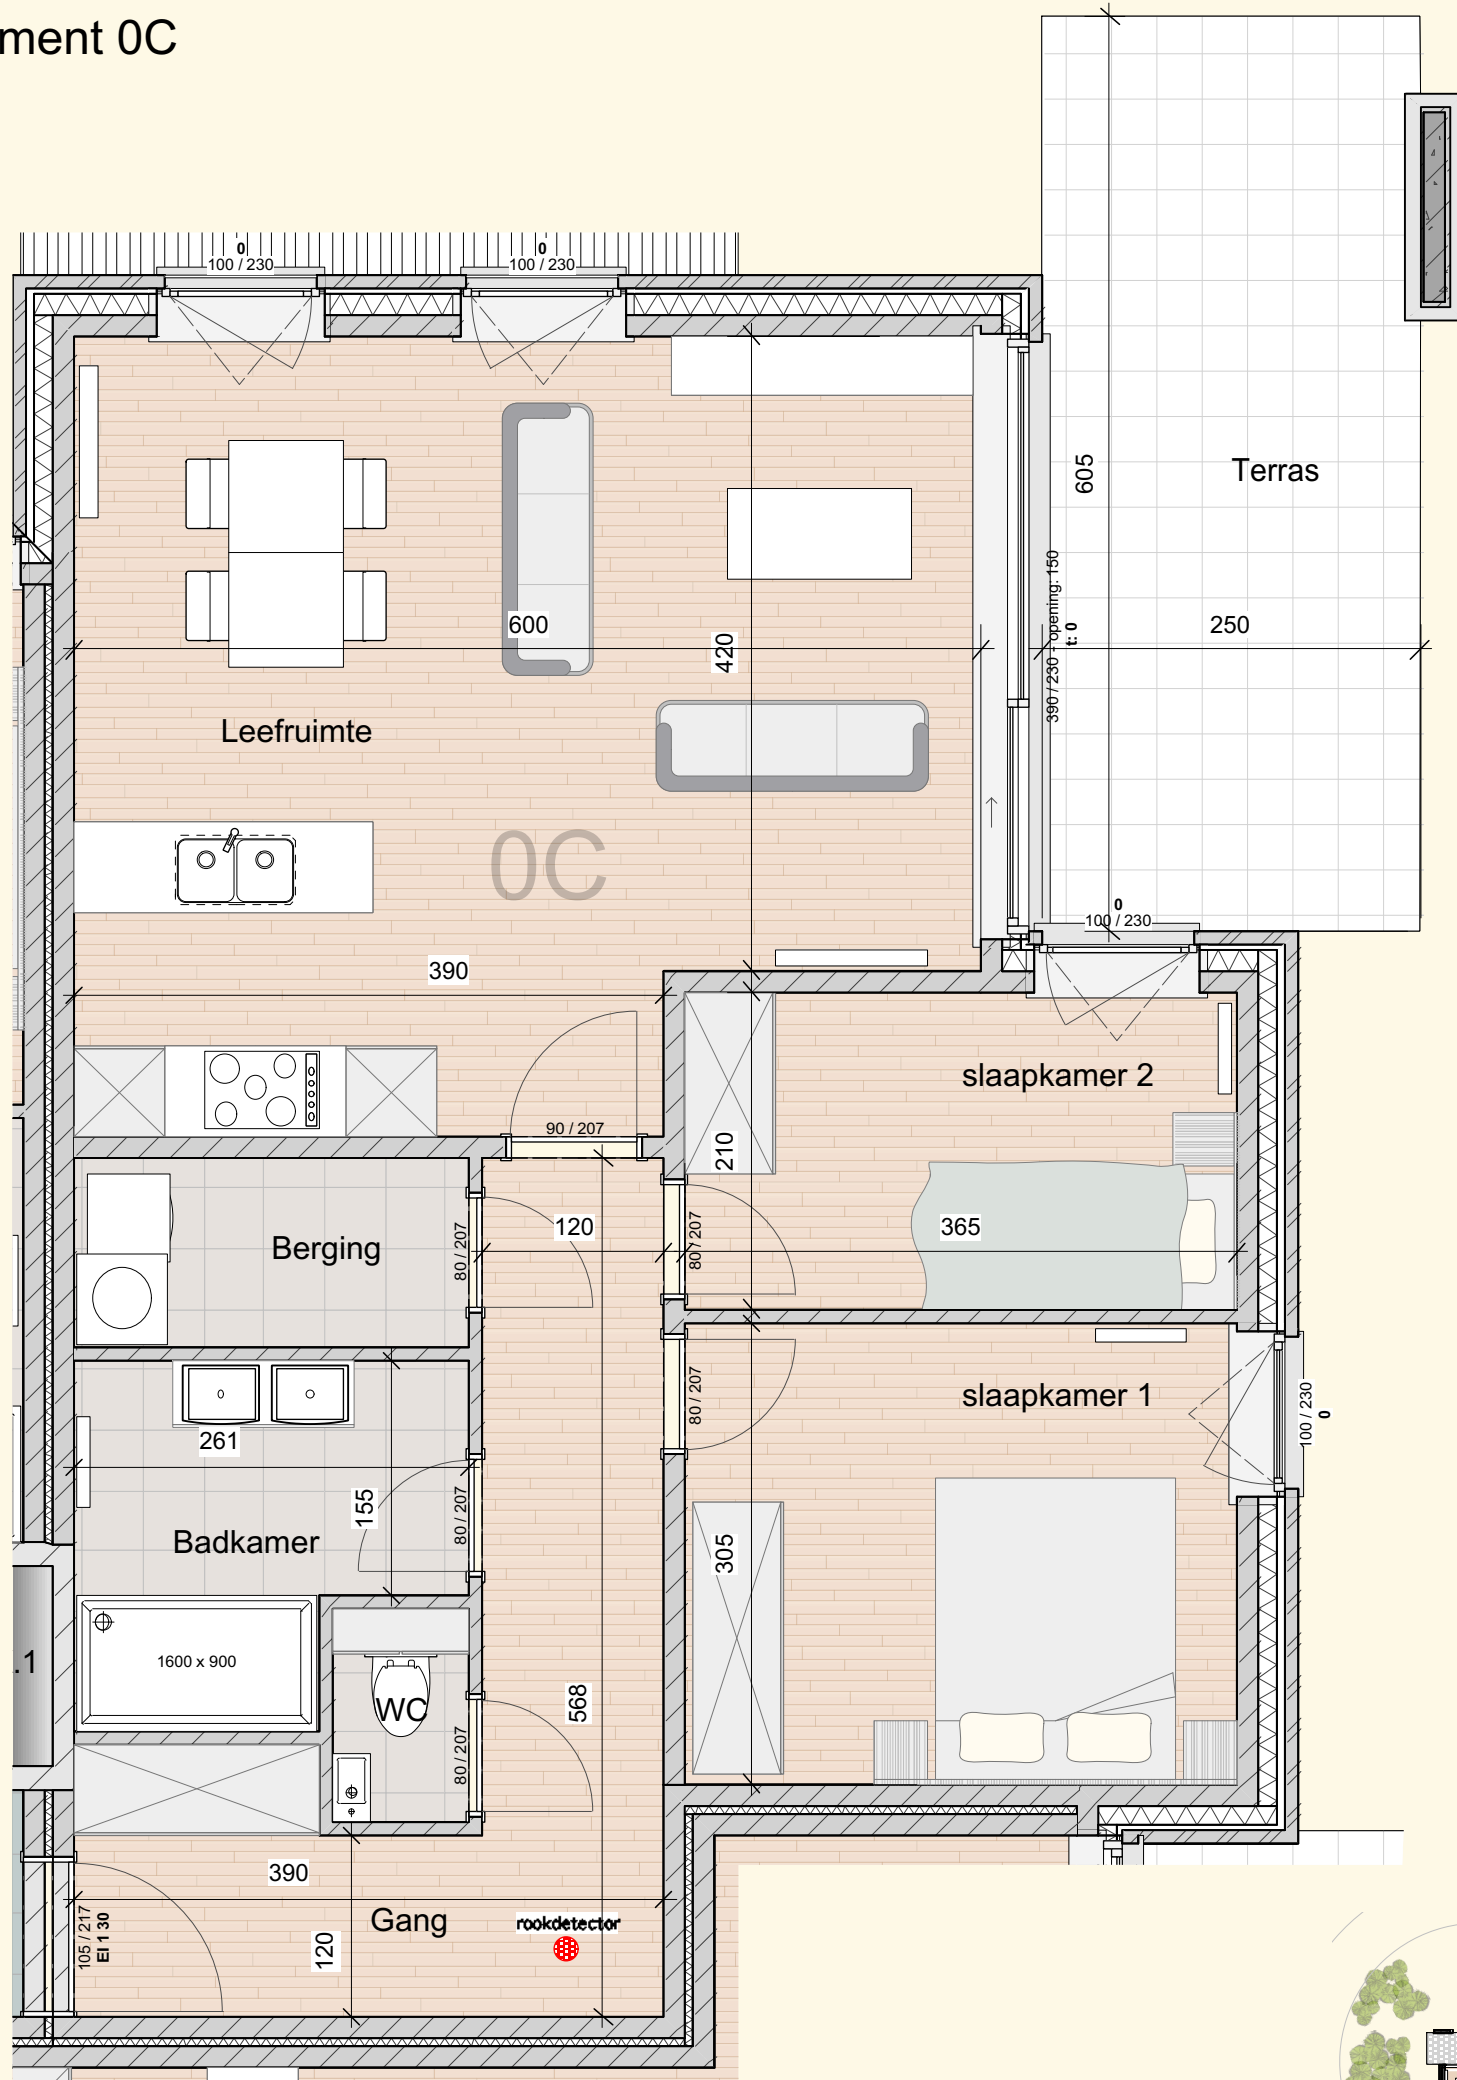 ment 0C
0
100 / 230
0
100 / 230
605
Terras
390 / 230 - opening: 150
t: 0
600
420
250
Leefruimte
0C
0
100 / 230
390
slaapkamer 2
90 / 207
210
Berging
80 / 207
120
80 / 207
365
80 / 207
slaapkamer 1
100 / 230
0
261
155
80 / 207
Badkamer
305
.1
1600 x 900
WC
568
80 / 207
390
Gang
rookdetector
105 / 217
EI 1 30
120